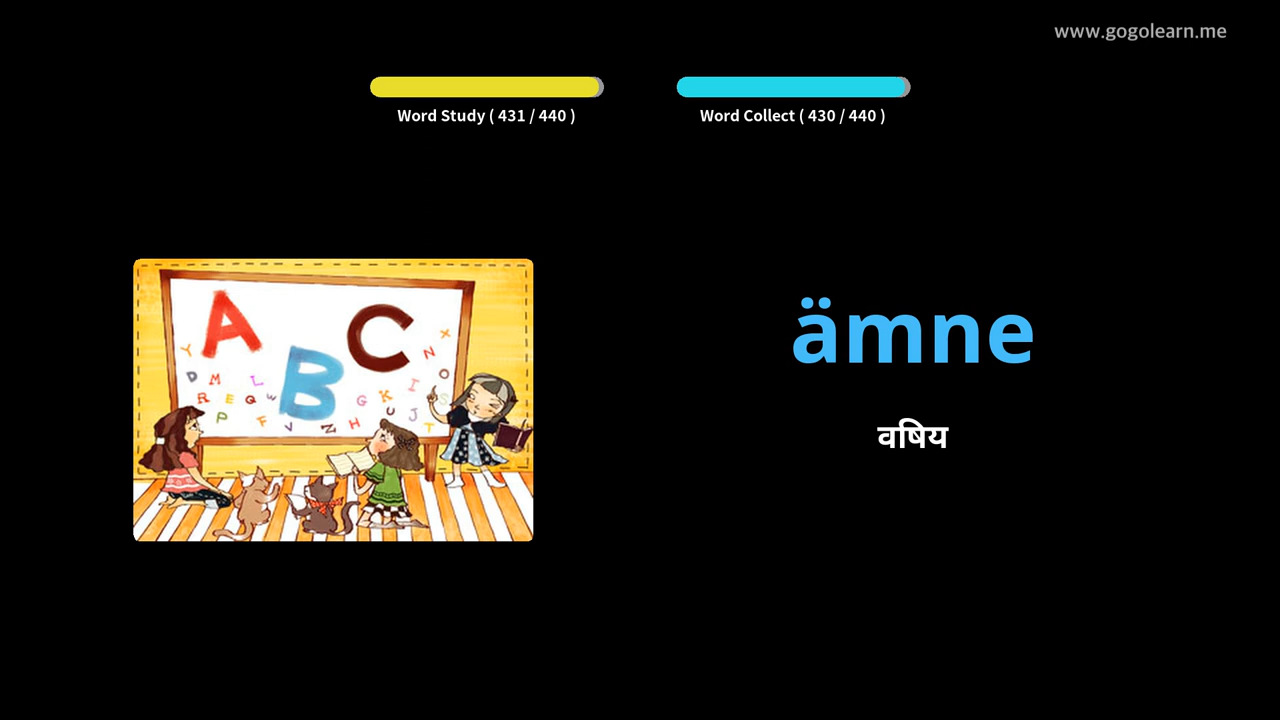 www.gogolearn.me
Word Study ( 431 / 440 )
Word Collect ( 430 / 440 )
A B C
X
Y N
D M L I O
R E Q W G K S
P F V Z H U J T
ämne
वषिय